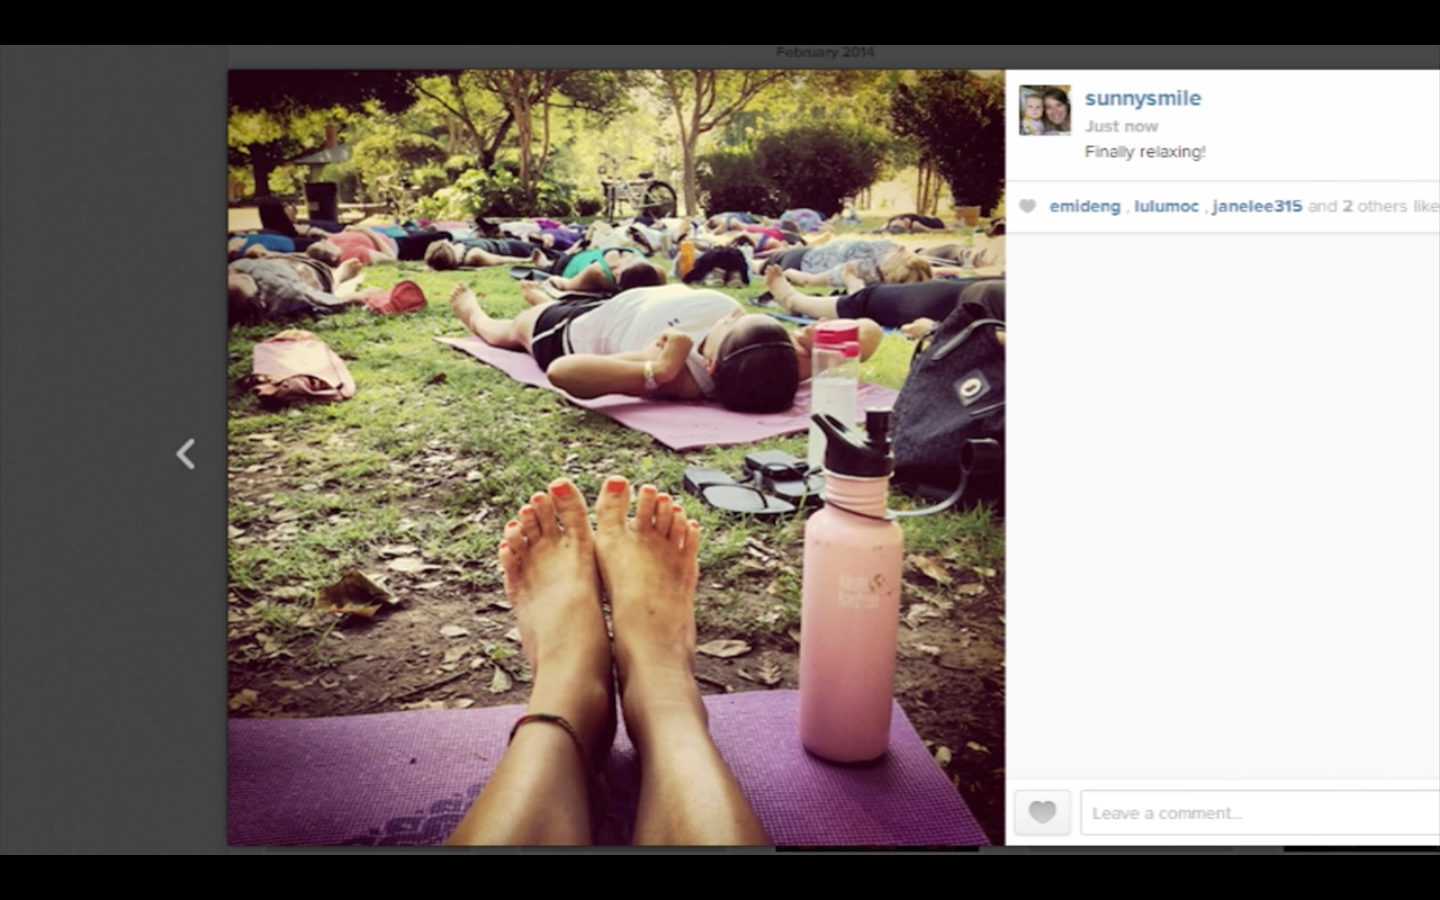 February 2014
sunnysmile
Just now
Finally relaxing!
emideng , lulumoc , janelee315 and 2 others like
Leave a comment...